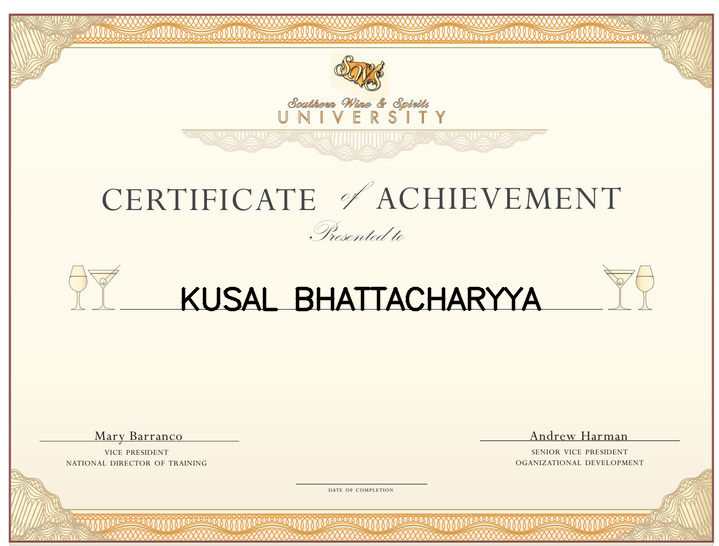 SWS
Southern Wine & Spirits
UNIVERSITY
CERTIFICATE of ACHIEVEMENT
Presented to
KUSAL BHATTACHARYYA
Mary Barranco
VICE PRESIDENT
NATIONAL DIRECTOR OF TRAINING
Andrew Harman
SENIOR VICE PRESIDENT
OGANIZATIONAL DEVELOPMENT
DATE OF COMPLETION